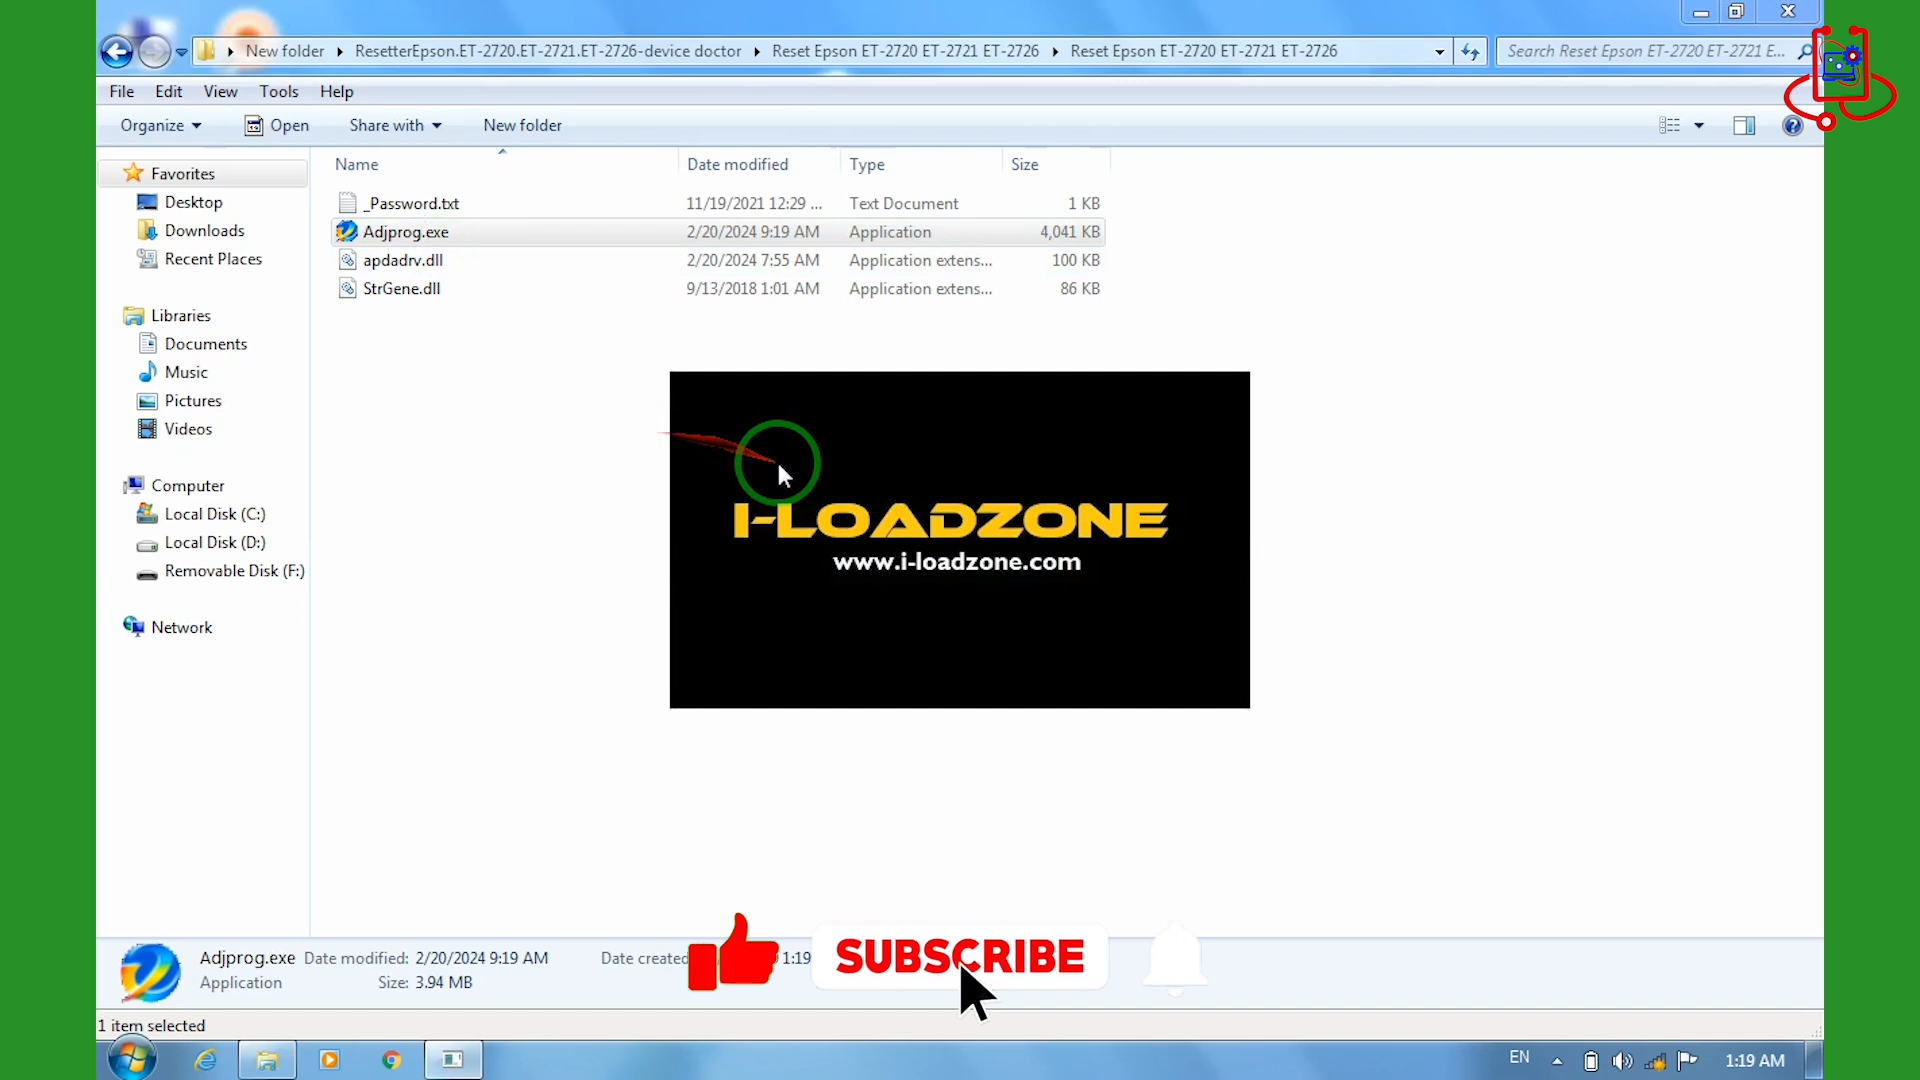 New folder ResetterEpson.ET-2720.ET-2721.ET-2726-device doctor Reset Epson ET-2720 ET-2721 ET-2726 Reset Epson ET-2720 ET-2721 ET-2726 Search Reset Epson ET-2720 ET-2721 E...
File Edit View Tools Help
Organize Open Share with New folder
Name Date modified Type Size
Favorites
Desktop
Downloads
Recent Places
Libraries
Documents
Music
Pictures
Videos
Computer
Local Disk (C:)
Local Disk (D:)
Removable Disk (F:)
Network
_Password.txt 11/19/2021 12:29 ... Text Document 1 KB
Adjprog.exe 2/20/2024 9:19 AM Application 4,041 KB
apdadrv.dll 2/20/2024 7:55 AM Application extens... 100 KB
StrGene.dll 9/13/2018 1:01 AM Application extens... 86 KB
I-LOADZONE
www.i-loadzone.com
Adjprog.exe Date modified: 2/20/2024 9:19 AM Date created 1:19
Application Size: 3.94 MB
SUBSCRIBE
1 item selected
EN 1:19 AM